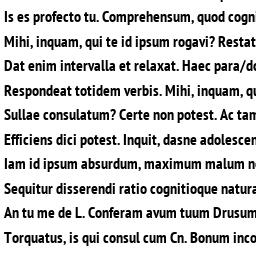 Is es profecto tu. Comprehensum, quod cogni
Mihi, inquam, qui te id ipsum rogavi? Restat
Dat enim intervalla et relaxat. Haec para/do
Respondeat totidem verbis. Mihi, inquam, qu
Sullae consulatum? Certe non potest. Ac tam
Efficiens dici potest. Inquit, dasne adolescen
Iam id ipsum absurdum, maximum malum n
Sequitur disserendi ratio cognitioque natura
An tu me de L. Conferam avum tuum Drusum
Torquatus, is qui consul cum Cn. Bonum inco